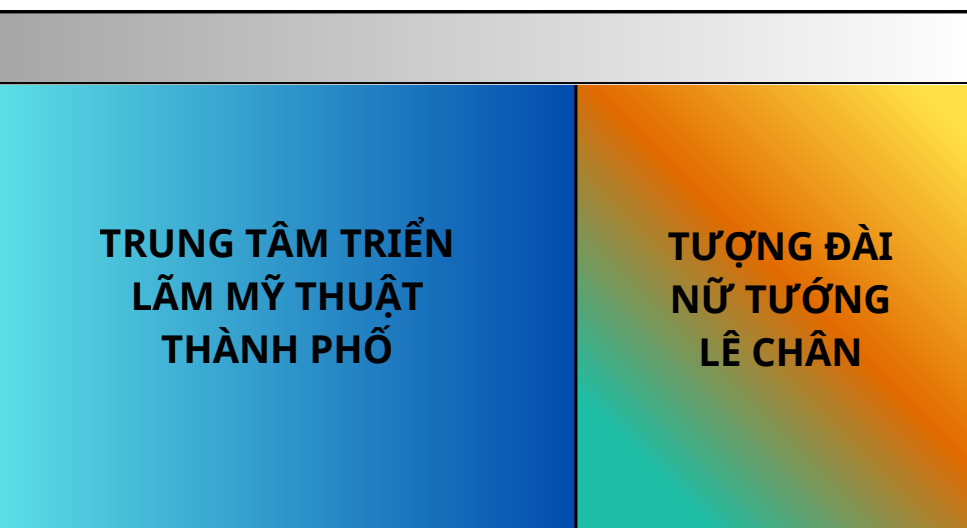 TRUNG TÂM TRIỂN
LÃM MỸ THUẬT
THÀNH PHỐ
TƯỢNG ĐÀI
NỮ TƯỚNG
LÊ CHÂN